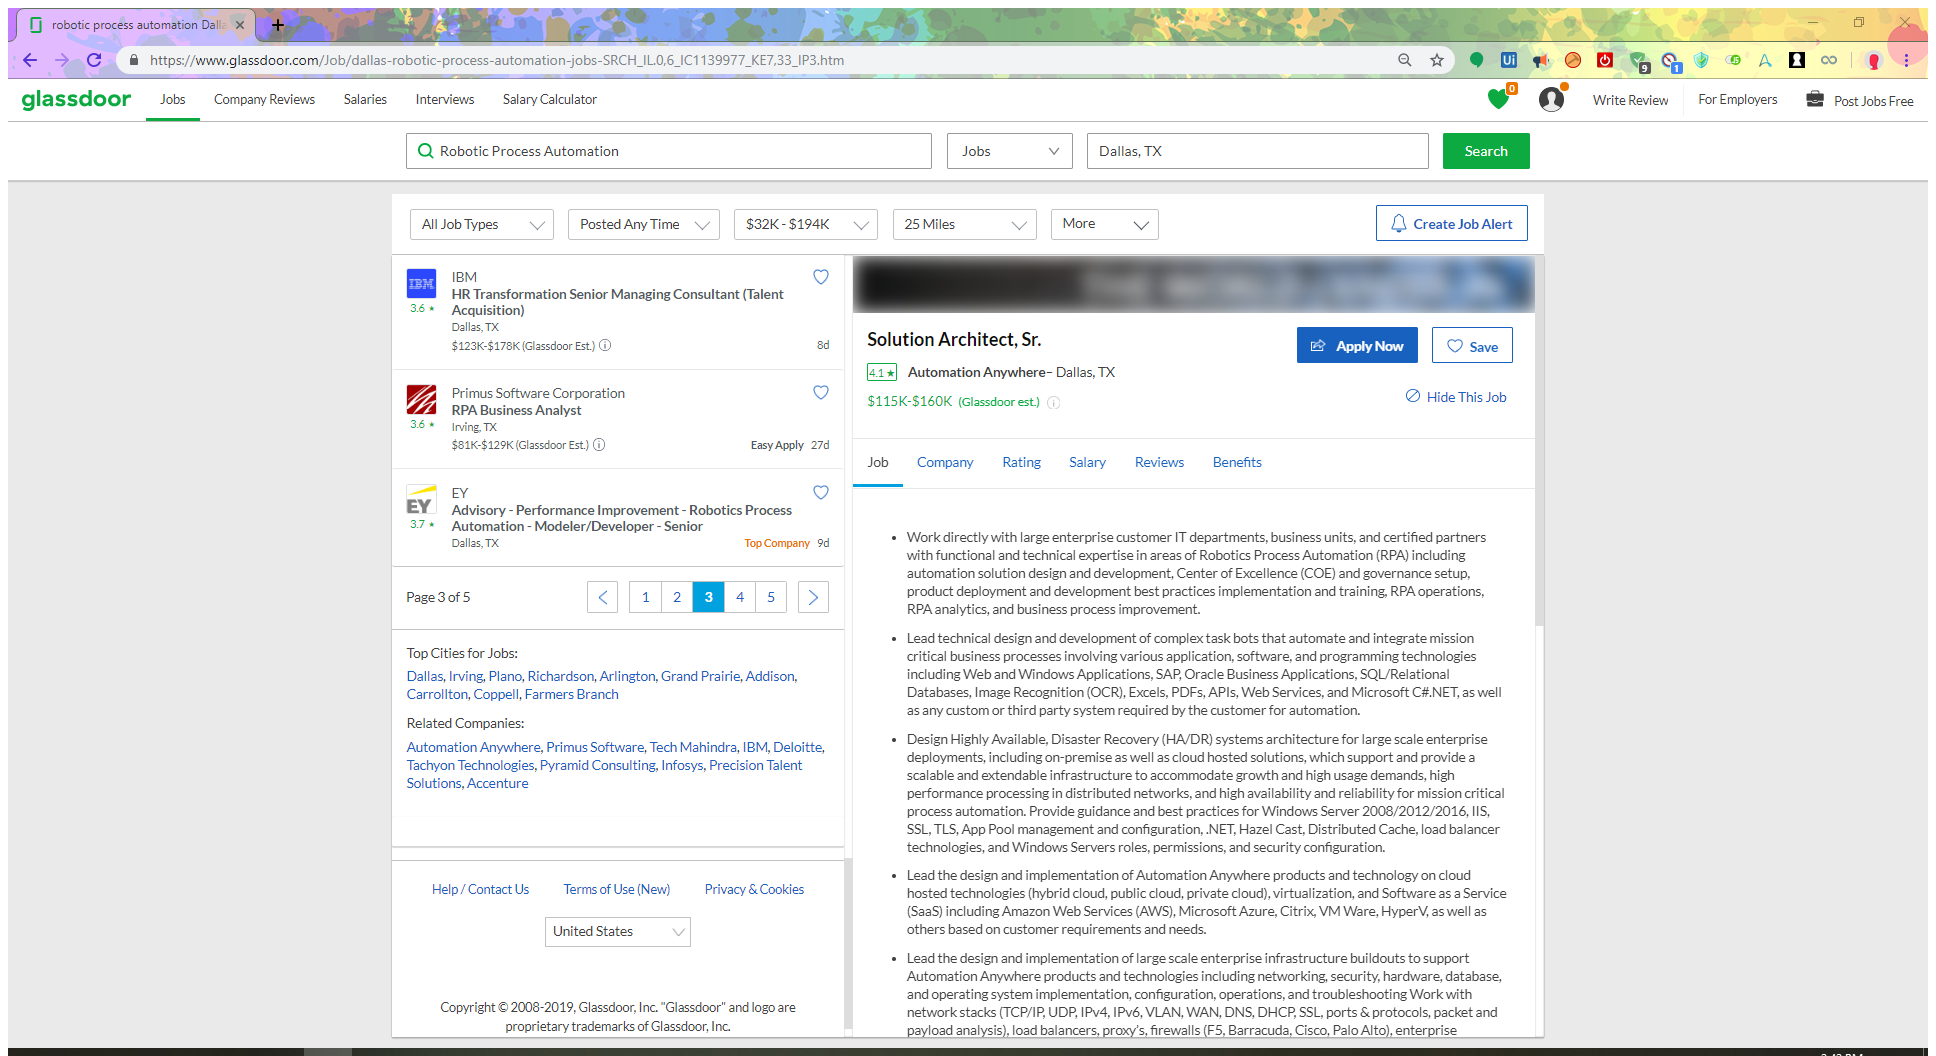 robotic process automation Dalla
https://www.glassdoor.com/Job/dallas-robotic-process-automation-jobs-SRCH_IL.0,6_IC1139977_KE7,33_IP3.htm
Ui
9
1
glassdoor
Jobs
Company Reviews
Salaries
Interviews
Salary Calculator
0
Write Review
For Employers
Post Jobs Free
Robotic Process Automation
Jobs
Dallas, TX
Search
All Job Types
Posted Any Time
$32K - $194K
25 Miles
More
Create Job Alert
IBM
IBM
HR Transformation Senior Managing Consultant (Talent
Acquisition)
3.6 ★
Dallas, TX
$123K-$178K (Glassdoor Est.)
8d
Primus Software Corporation
RPA Business Analyst
3.6 ★
Irving, TX
$81K-$129K (Glassdoor Est.)
Easy Apply 27d
EY
EY
Advisory - Performance Improvement - Robotics Process
Automation - Modeler/Developer - Senior
3.7 ★
Dallas, TX
Top Company 9d
Page 3 of 5
1 2 3 4 5
Top Cities for Jobs:
Dallas, Irving, Plano, Richardson, Arlington, Grand Prairie, Addison,
Carrollton, Coppell, Farmers Branch
Related Companies:
Automation Anywhere, Primus Software, Tech Mahindra, IBM, Deloitte,
Tachyon Technologies, Pyramid Consulting, Infosys, Precision Talent
Solutions, Accenture
Help / Contact Us
Terms of Use (New)
Privacy & Cookies
United States
Copyright © 2008-2019, Glassdoor, Inc. "Glassdoor" and logo are
proprietary trademarks of Glassdoor, Inc.
Solution Architect, Sr.
Apply Now
Save
4.1 ★ Automation Anywhere– Dallas, TX
Hide This Job
$115K-$160K (Glassdoor est.)
Job
Company
Rating
Salary
Reviews
Benefits
• Work directly with large enterprise customer IT departments, business units, and certified partners
with functional and technical expertise in areas of Robotics Process Automation (RPA) including
automation solution design and development, Center of Excellence (COE) and governance setup,
product deployment and development best practices implementation and training, RPA operations,
RPA analytics, and business process improvement.
• Lead technical design and development of complex task bots that automate and integrate mission
critical business processes involving various application, software, and programming technologies
including Web and Windows Applications, SAP, Oracle Business Applications, SQL/Relational
Databases, Image Recognition (OCR), Excels, PDFs, APIs, Web Services, and Microsoft C#.NET, as well
as any custom or third party system required by the customer for automation.
• Design Highly Available, Disaster Recovery (HA/DR) systems architecture for large scale enterprise
deployments, including on-premise as well as cloud hosted solutions, which support and provide a
scalable and extendable infrastructure to accommodate growth and high usage demands, high
performance processing in distributed networks, and high availability and reliability for mission critical
process automation. Provide guidance and best practices for Windows Server 2008/2012/2016, IIS,
SSL, TLS, App Pool management and configuration, .NET, Hazel Cast, Distributed Cache, load balancer
technologies, and Windows Servers roles, permissions, and security configuration.
• Lead the design and implementation of Automation Anywhere products and technology on cloud
hosted technologies (hybrid cloud, public cloud, private cloud), virtualization, and Software as a Service
(SaaS) including Amazon Web Services (AWS), Microsoft Azure, Citrix, VM Ware, HyperV, as well as
others based on customer requirements and needs.
• Lead the design and implementation of large scale enterprise infrastructure buildouts to support
Automation Anywhere products and technologies including networking, security, hardware, database,
and operating system implementation, configuration, operations, and troubleshooting Work with
network stacks (TCP/IP, UDP, IPv4, IPv6, VLAN, WAN, DNS, DHCP, SSL, ports & protocols, packet and
payload analysis), load balancers, proxy's, firewalls (F5, Barracuda, Cisco, Palo Alto), enterprise